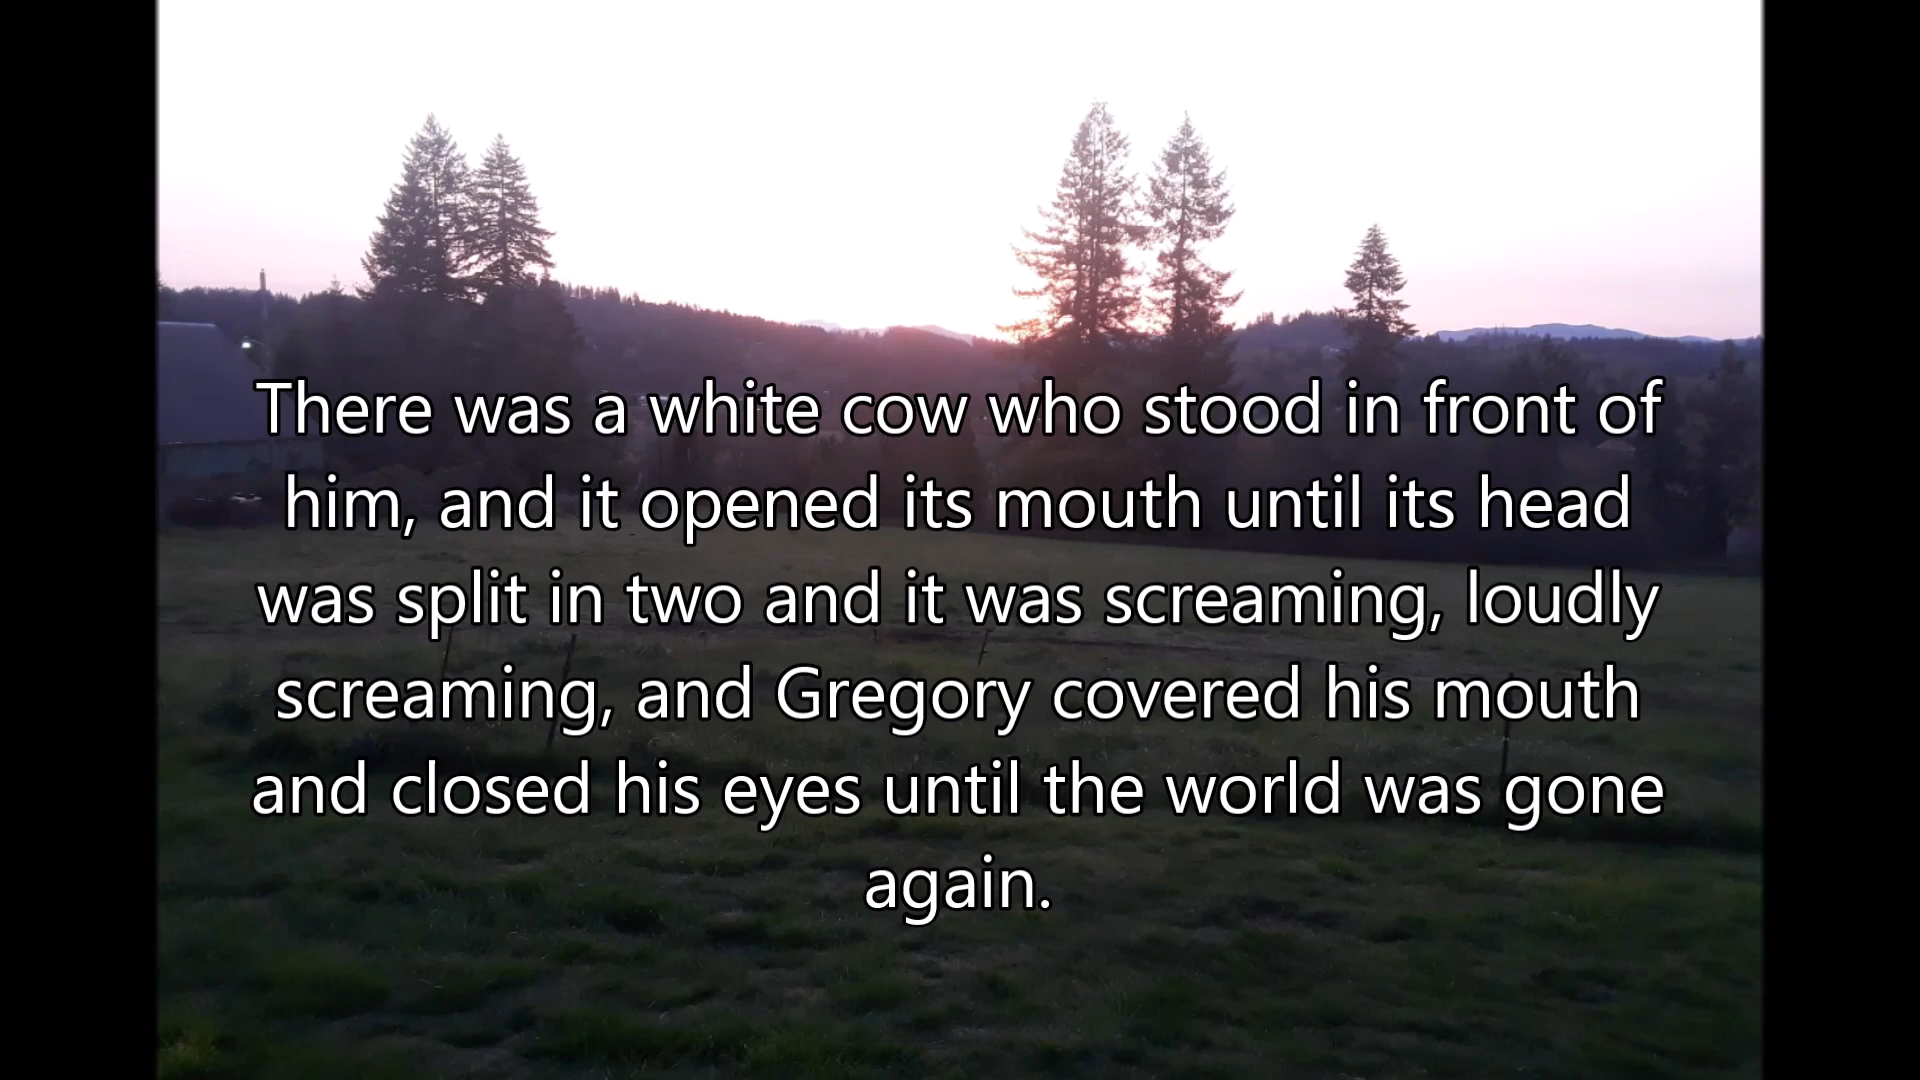 There was a white cow who stood in front of
him, and it opened its mouth until its head
was split in two and it was screaming, loudly
screaming, and Gregory covered his mouth
and closed his eyes until the world was gone
again.